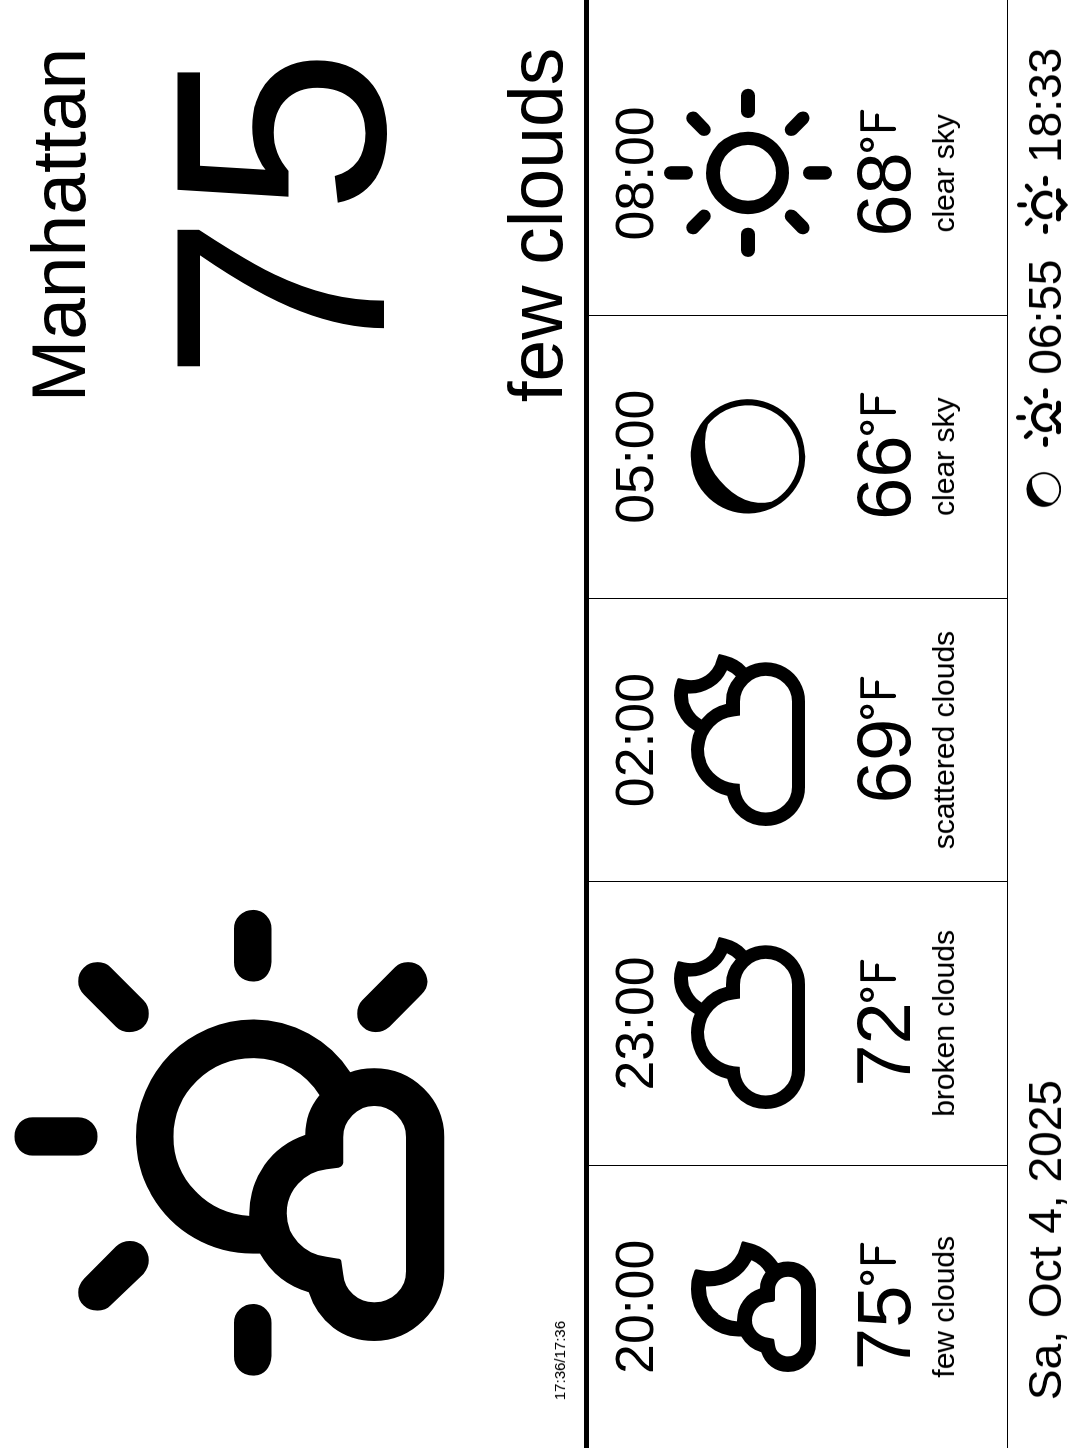 Manhattan
75
few clouds
17:36/17:36
20:00 23:00 02:00 05:00 08:00
75°F 72°F 69°F 66°F 68°F
few clouds broken clouds scattered clouds clear sky clear sky
Sa, Oct 4, 2025 06:55 18:33